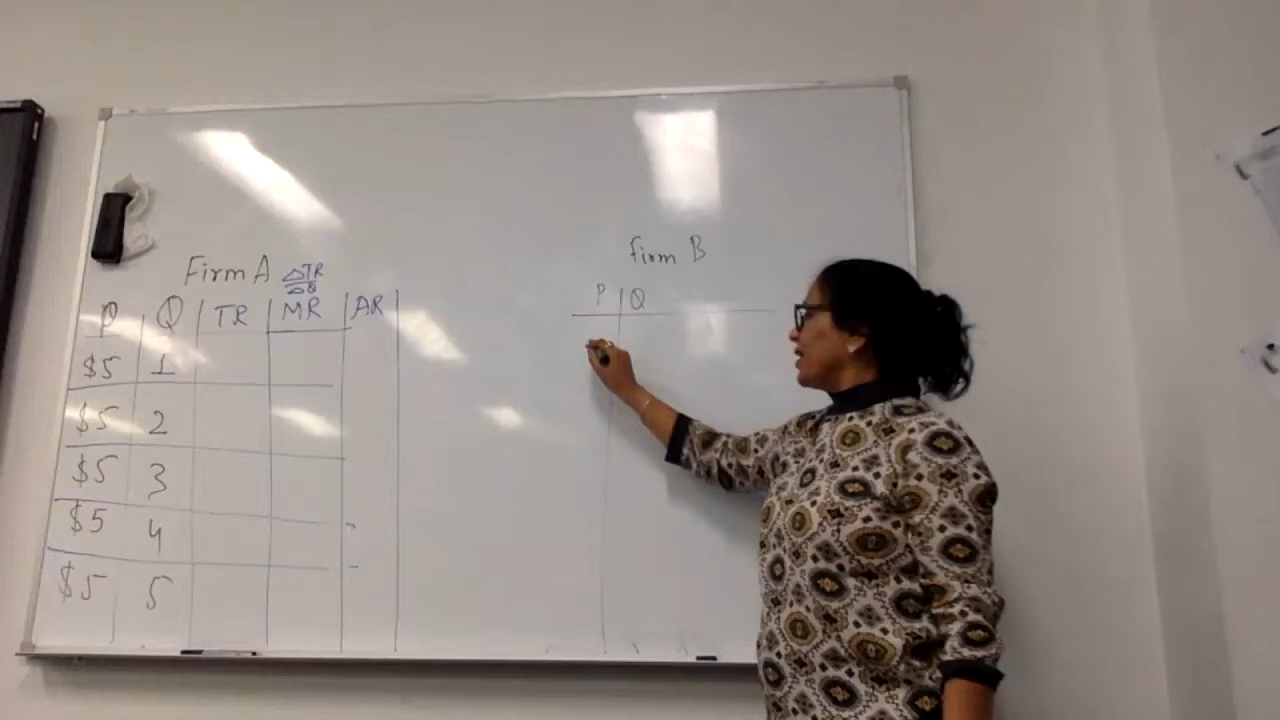 Firm A ΔTR/ΔQ
P Q TR MR AR
$5 1
$5 2
$5 3
$5 4
$5 5
firm B
P Q